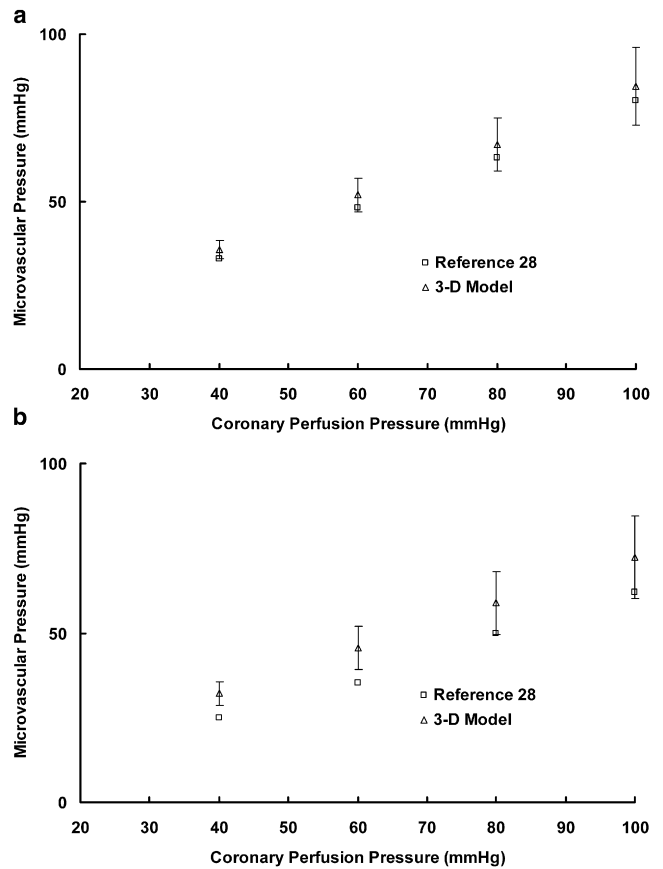 a
100
50
0
Microvascular Pressure (mmHg)
Reference 28
3-D Model
20 30 40 50 60 70 80 90 100
Coronary Perfusion Pressure (mmHg)
b
100
50
0
Microvascular Pressure (mmHg)
Reference 28
3-D Model
20 30 40 50 60 70 80 90 100
Coronary Perfusion Pressure (mmHg)